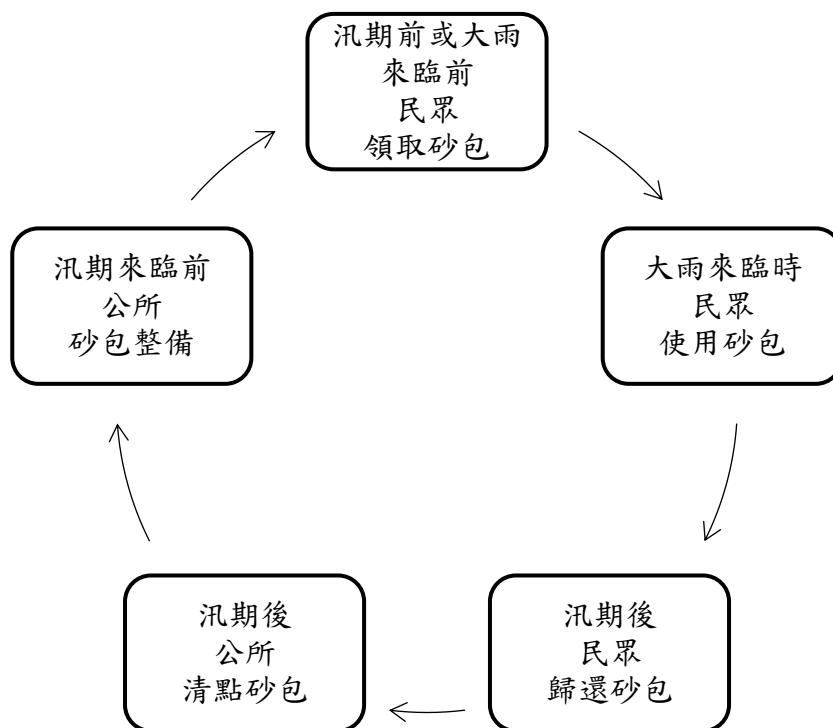 汛期前或大雨
來臨前
民眾
領取砂包
大雨來臨時
民眾
使用砂包
汛期後
民眾
歸還砂包
汛期後
公所
清點砂包
汛期來臨前
公所
砂包整備